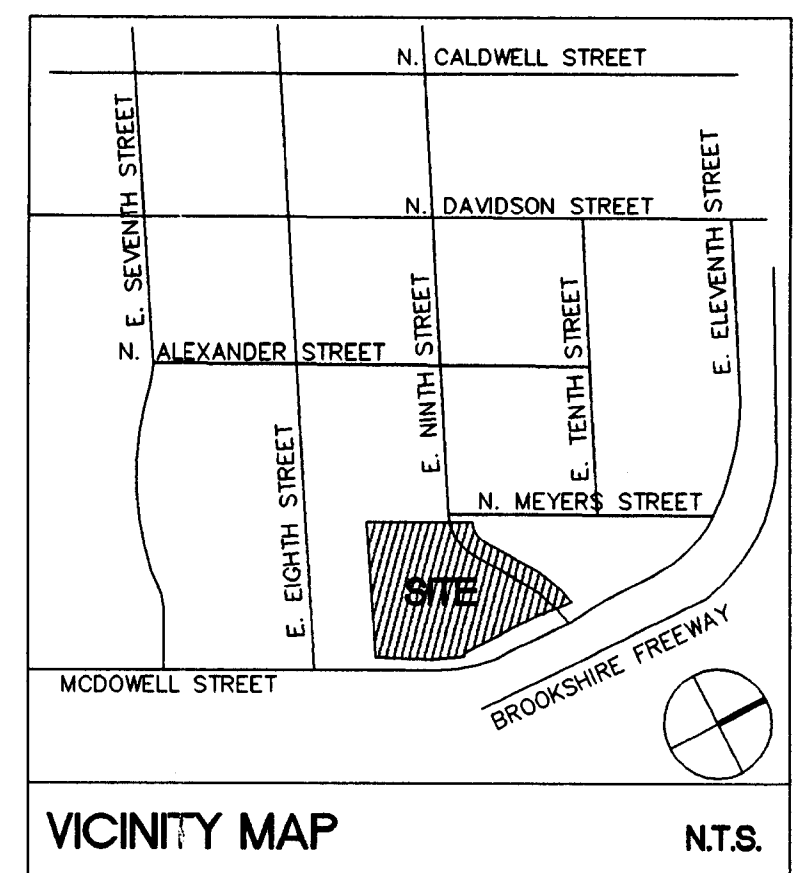 N. CALDWELL STREET
E. SEVENTH STREET
E. ELEVENTH STREET
N. DAVIDSON STREET
E. NINTH STREET
E. TENTH STREET
N. ALEXANDER STREET
E. EIGHTH STREET
N. MEYERS STREET
SITE
MCDOWELL STREET
BROOKSHIRE FREEWAY
VICINITY MAP
N.T.S.